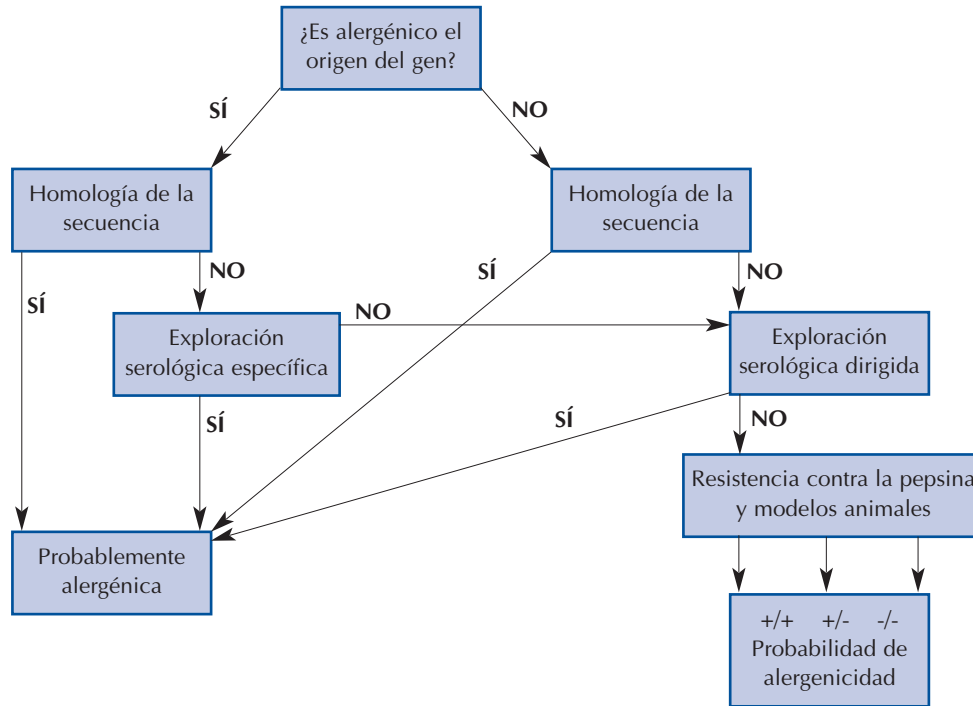 ¿Es alergénico el
origen del gen?
SÍ
NO
Homología de la
secuencia
Homología de la
secuencia
SÍ
NO
SÍ
NO
Exploración
serológica específica
NO
Exploración
serológica dirigida
SÍ
SÍ
NO
Resistencia contra la pepsina
y modelos animales
Probablemente
alergénica
+/+ +/- -/-
Probabilidad de
alergenicidad